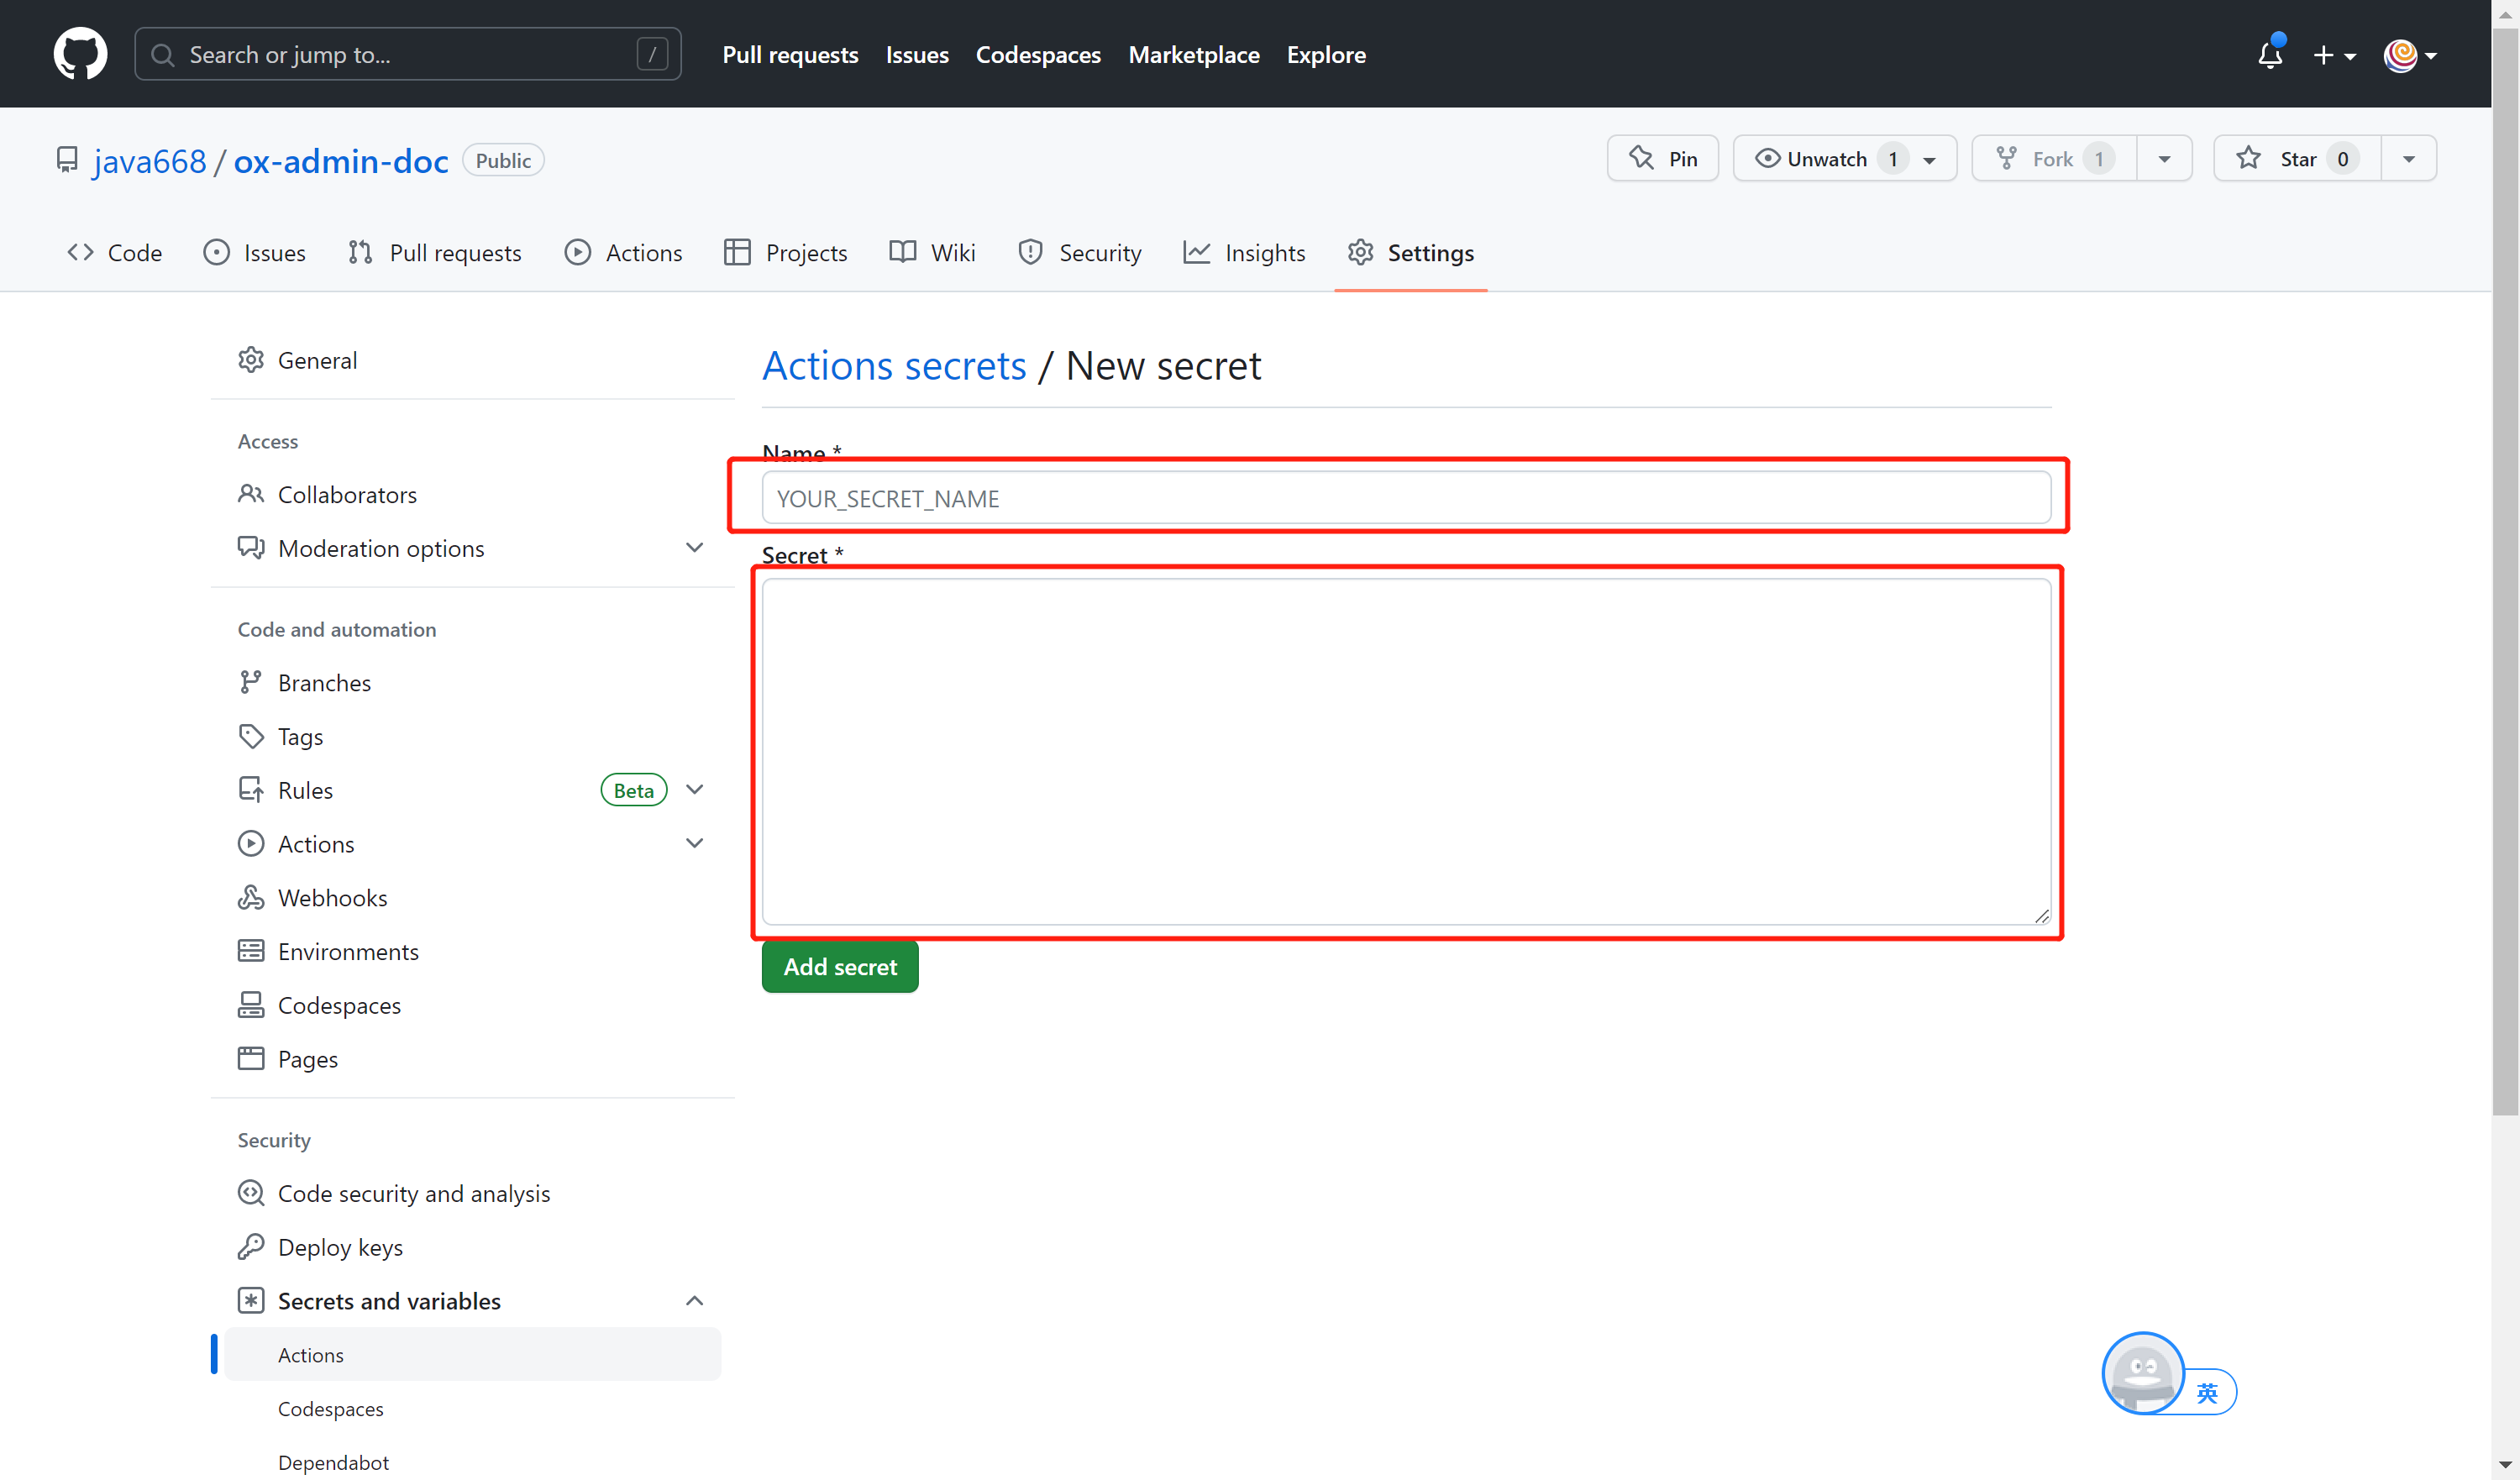 Search or jump to... /
Pull requests Issues Codespaces Marketplace Explore
java668 / ox-admin-doc Public
Pin Unwatch 1 Fork 1 Star 0
Code Issues Pull requests Actions Projects Wiki Security Insights Settings
General
Access
Collaborators
Moderation options
Code and automation
Branches
Tags
Rules Beta
Actions
Webhooks
Environments
Codespaces
Pages
Security
Code security and analysis
Deploy keys
Secrets and variables
Actions
Codespaces
Dependabot
Actions secrets / New secret
Name *
YOUR_SECRET_NAME
Secret *
Add secret
英